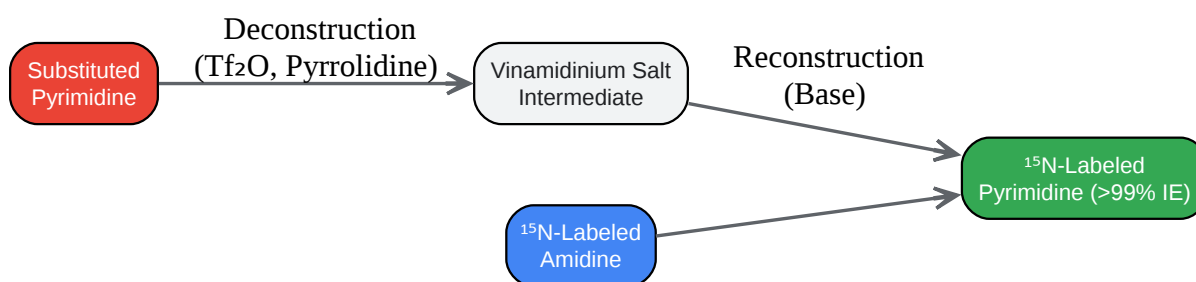 Substituted
Pyrimidine
Deconstruction
(Tf₂O, Pyrrolidine)
Vinamidinium Salt
Intermediate
Reconstruction
(Base)
¹⁵N-Labeled
Amidine
¹⁵N-Labeled
Pyrimidine (>99% IE)